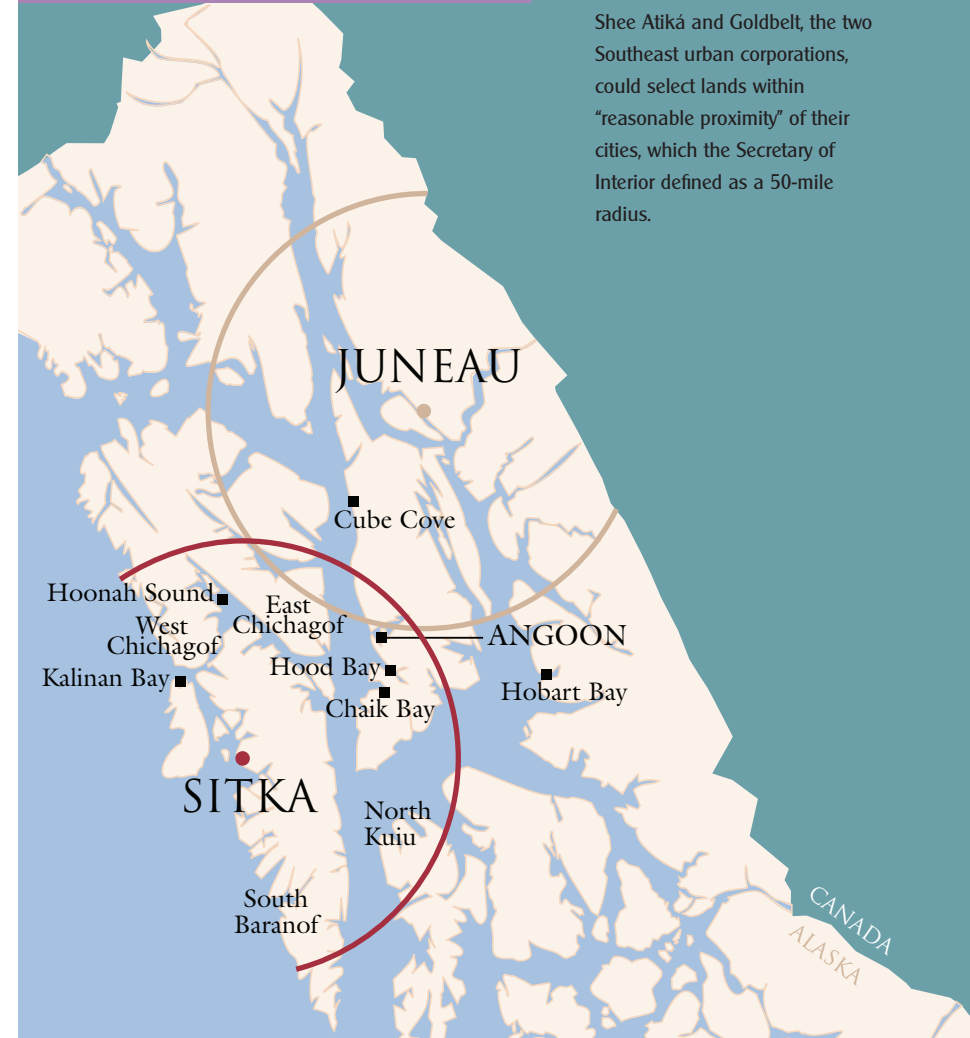 Shee Atiká and Goldbelt, the two
Southeast urban corporations,
could select lands within
“reasonable proximity” of their
cities, which the Secretary of
Interior defined as a 50-mile
radius.
JUNEAU
Cube Cove
Hoonah Sound
West
Chichagof
East
Chichagof
ANGOON
Kalinan Bay
Hood Bay
Chaik Bay
Hobart Bay
SITKA
North
Kuiu
South
Baranof
CANADA
ALASKA